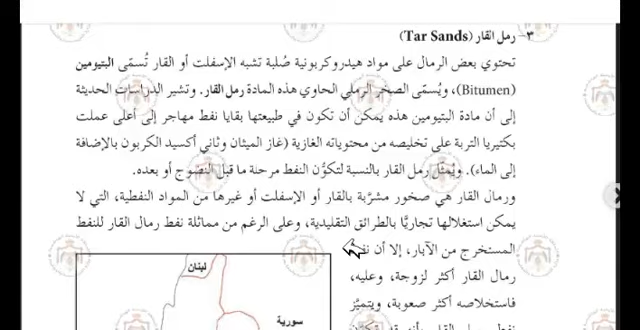 ٣- رمل القار (Tar Sands)
تحتوي بعض الرمال على مواد هيدروكربونية صُلبة تشبه الإسفلت أو القار تُسمّى البتيومين
(Bitumen)، ويُسمّى الصخر الرملي الحاوي هذه المادة رمل القار. وتشير الدراسات الحديثة
إلى أن مادة البتيومين هذه يمكن أن تكون في طبيعتها بقايا نفط مهاجر إلى أعلى عملت
بكتيريا التربة على تخليصه من محتوياته الغازية (غاز الميثان وثاني أكسيد الكربون بالإضافة
إلى الماء). ويُمثّل رمل القار بالنسبة لتكوُّن النفط مرحلة ما قبل النضوج أو بعده.
ورمال القار هي صخور مشرَّبة بالقار أو الإسفلت أو غيرها من المواد النفطية، التي لا
يمكن استغلالها تجاريًّا بالطرائق التقليدية، وعلى الرغم من مماثلة نفط رمال القار للنفط
المستخرج من الآبار، إلا أن
رمال القار أكثر لزوجة، وعليه،
فاستخلاصه أكثر صعوبة، ويتميَّز
لبنان
سورية